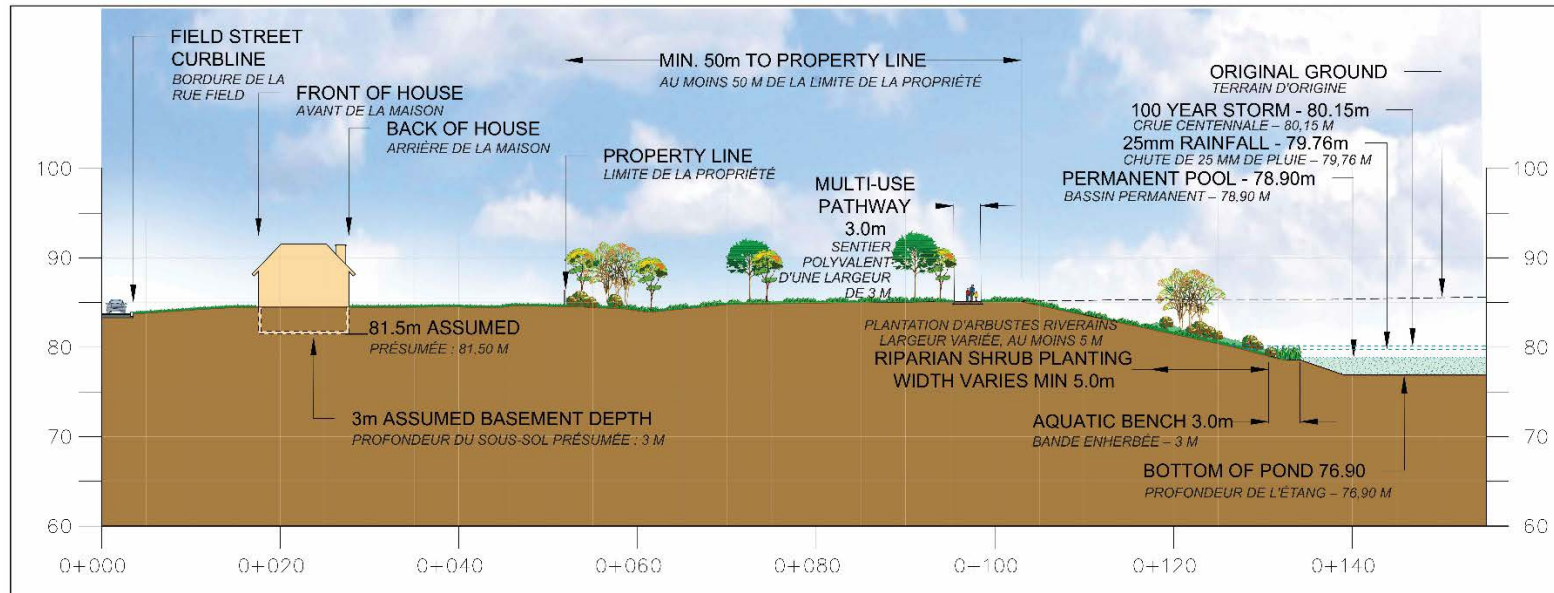 FIELD STREET
CURBLINE
BORDURE DE LA
RUE FIELD
FRONT OF HOUSE
AVANT DE LA MAISON
BACK OF HOUSE
ARRIÈRE DE LA MAISON
MIN. 50m TO PROPERTY LINE
AU MOINS 50 M DE LA LIMITE DE LA PROPRIÉTÉ
PROPERTY LINE
LIMITE DE LA PROPRIÉTÉ
MULTI-USE
PATHWAY
3.0m
SENTIER
POLYVALENT
D'UNE LARGEUR
DE 3 M
ORIGINAL GROUND
TERRAIN D'ORIGINE
100 YEAR STORM - 80.15m
CRUE CENTENNALE – 80,15 M
25mm RAINFALL - 79.76m
CHUTE DE 25 MM DE PLUIE – 79,76 M
PERMANENT POOL - 78.90m
BASSIN PERMANENT – 78,90 M
100
90
80
70
60
100
90
80
70
60
81.5m ASSUMED
PRÉSUMÉE : 81,50 M
3m ASSUMED BASEMENT DEPTH
PROFONDEUR DU SOUS-SOL PRÉSUMÉE : 3 M
PLANTATION D'ARBUSTES RIVERAINS
LARGEUR VARIÉE, AU MOINS 5 M
RIPARIAN SHRUB PLANTING
WIDTH VARIES MIN 5.0m
AQUATIC BENCH 3.0m
BANDE ENHERBÉE – 3 M
BOTTOM OF POND 76.90
PROFONDEUR DE L'ÉTANG – 76,90 M
0+000
0+020
0+040
0+060
0+080
0-100
0+120
0+140